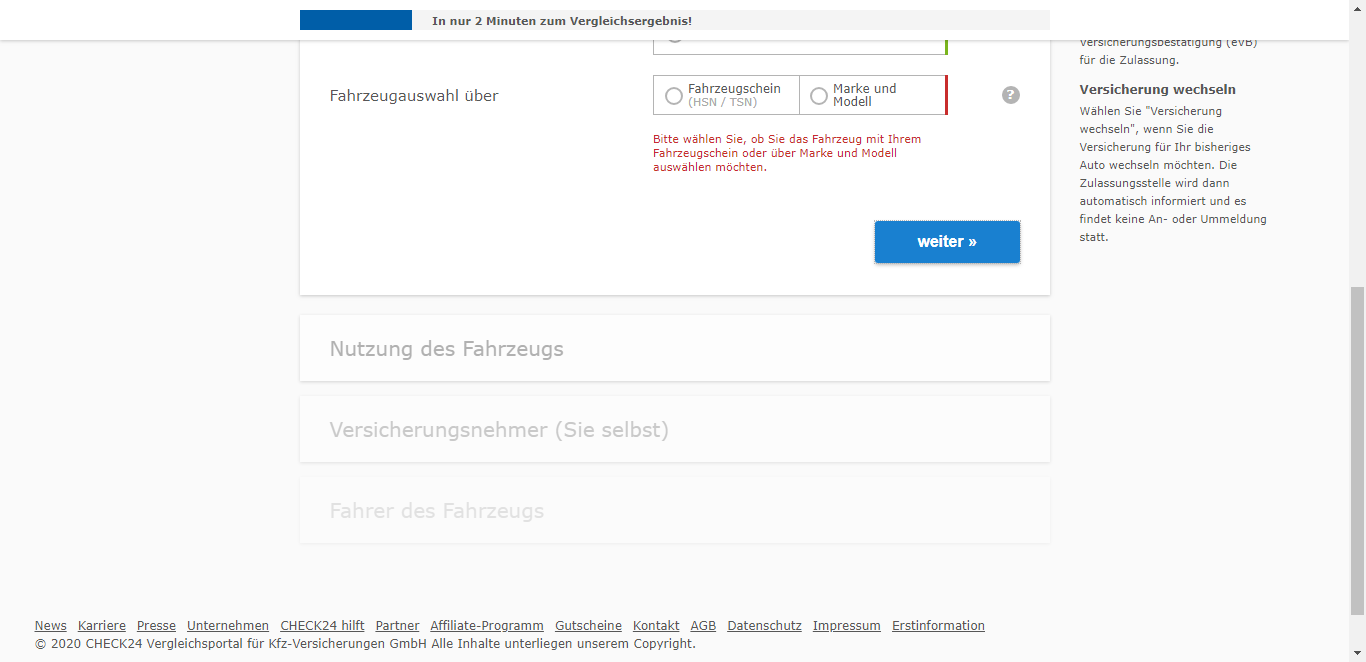 In nur 2 Minuten zum Vergleichsergebnis!
Versicherungsbestätigung (eVB)
für die Zulassung.
Fahrzeugauswahl über
Fahrzeugschein
(HSN / TSN)
Marke und
Modell
?
Bitte wählen Sie, ob Sie das Fahrzeug mit Ihrem
Fahrzeugschein oder über Marke und Modell
auswählen möchten.
weiter »
Versicherung wechseln
Wählen Sie "Versicherung
wechseln", wenn Sie die
Versicherung für Ihr bisheriges
Auto wechseln möchten. Die
Zulassungsstelle wird dann
automatisch informiert und es
findet keine An- oder Ummeldung
statt.
Nutzung des Fahrzeugs
Versicherungsnehmer (Sie selbst)
Fahrer des Fahrzeugs
News Karriere Presse Unternehmen CHECK24 hilft Partner Affiliate-Programm Gutscheine Kontakt AGB Datenschutz Impressum Erstinformation
© 2020 CHECK24 Vergleichsportal für Kfz-Versicherungen GmbH Alle Inhalte unterliegen unserem Copyright.